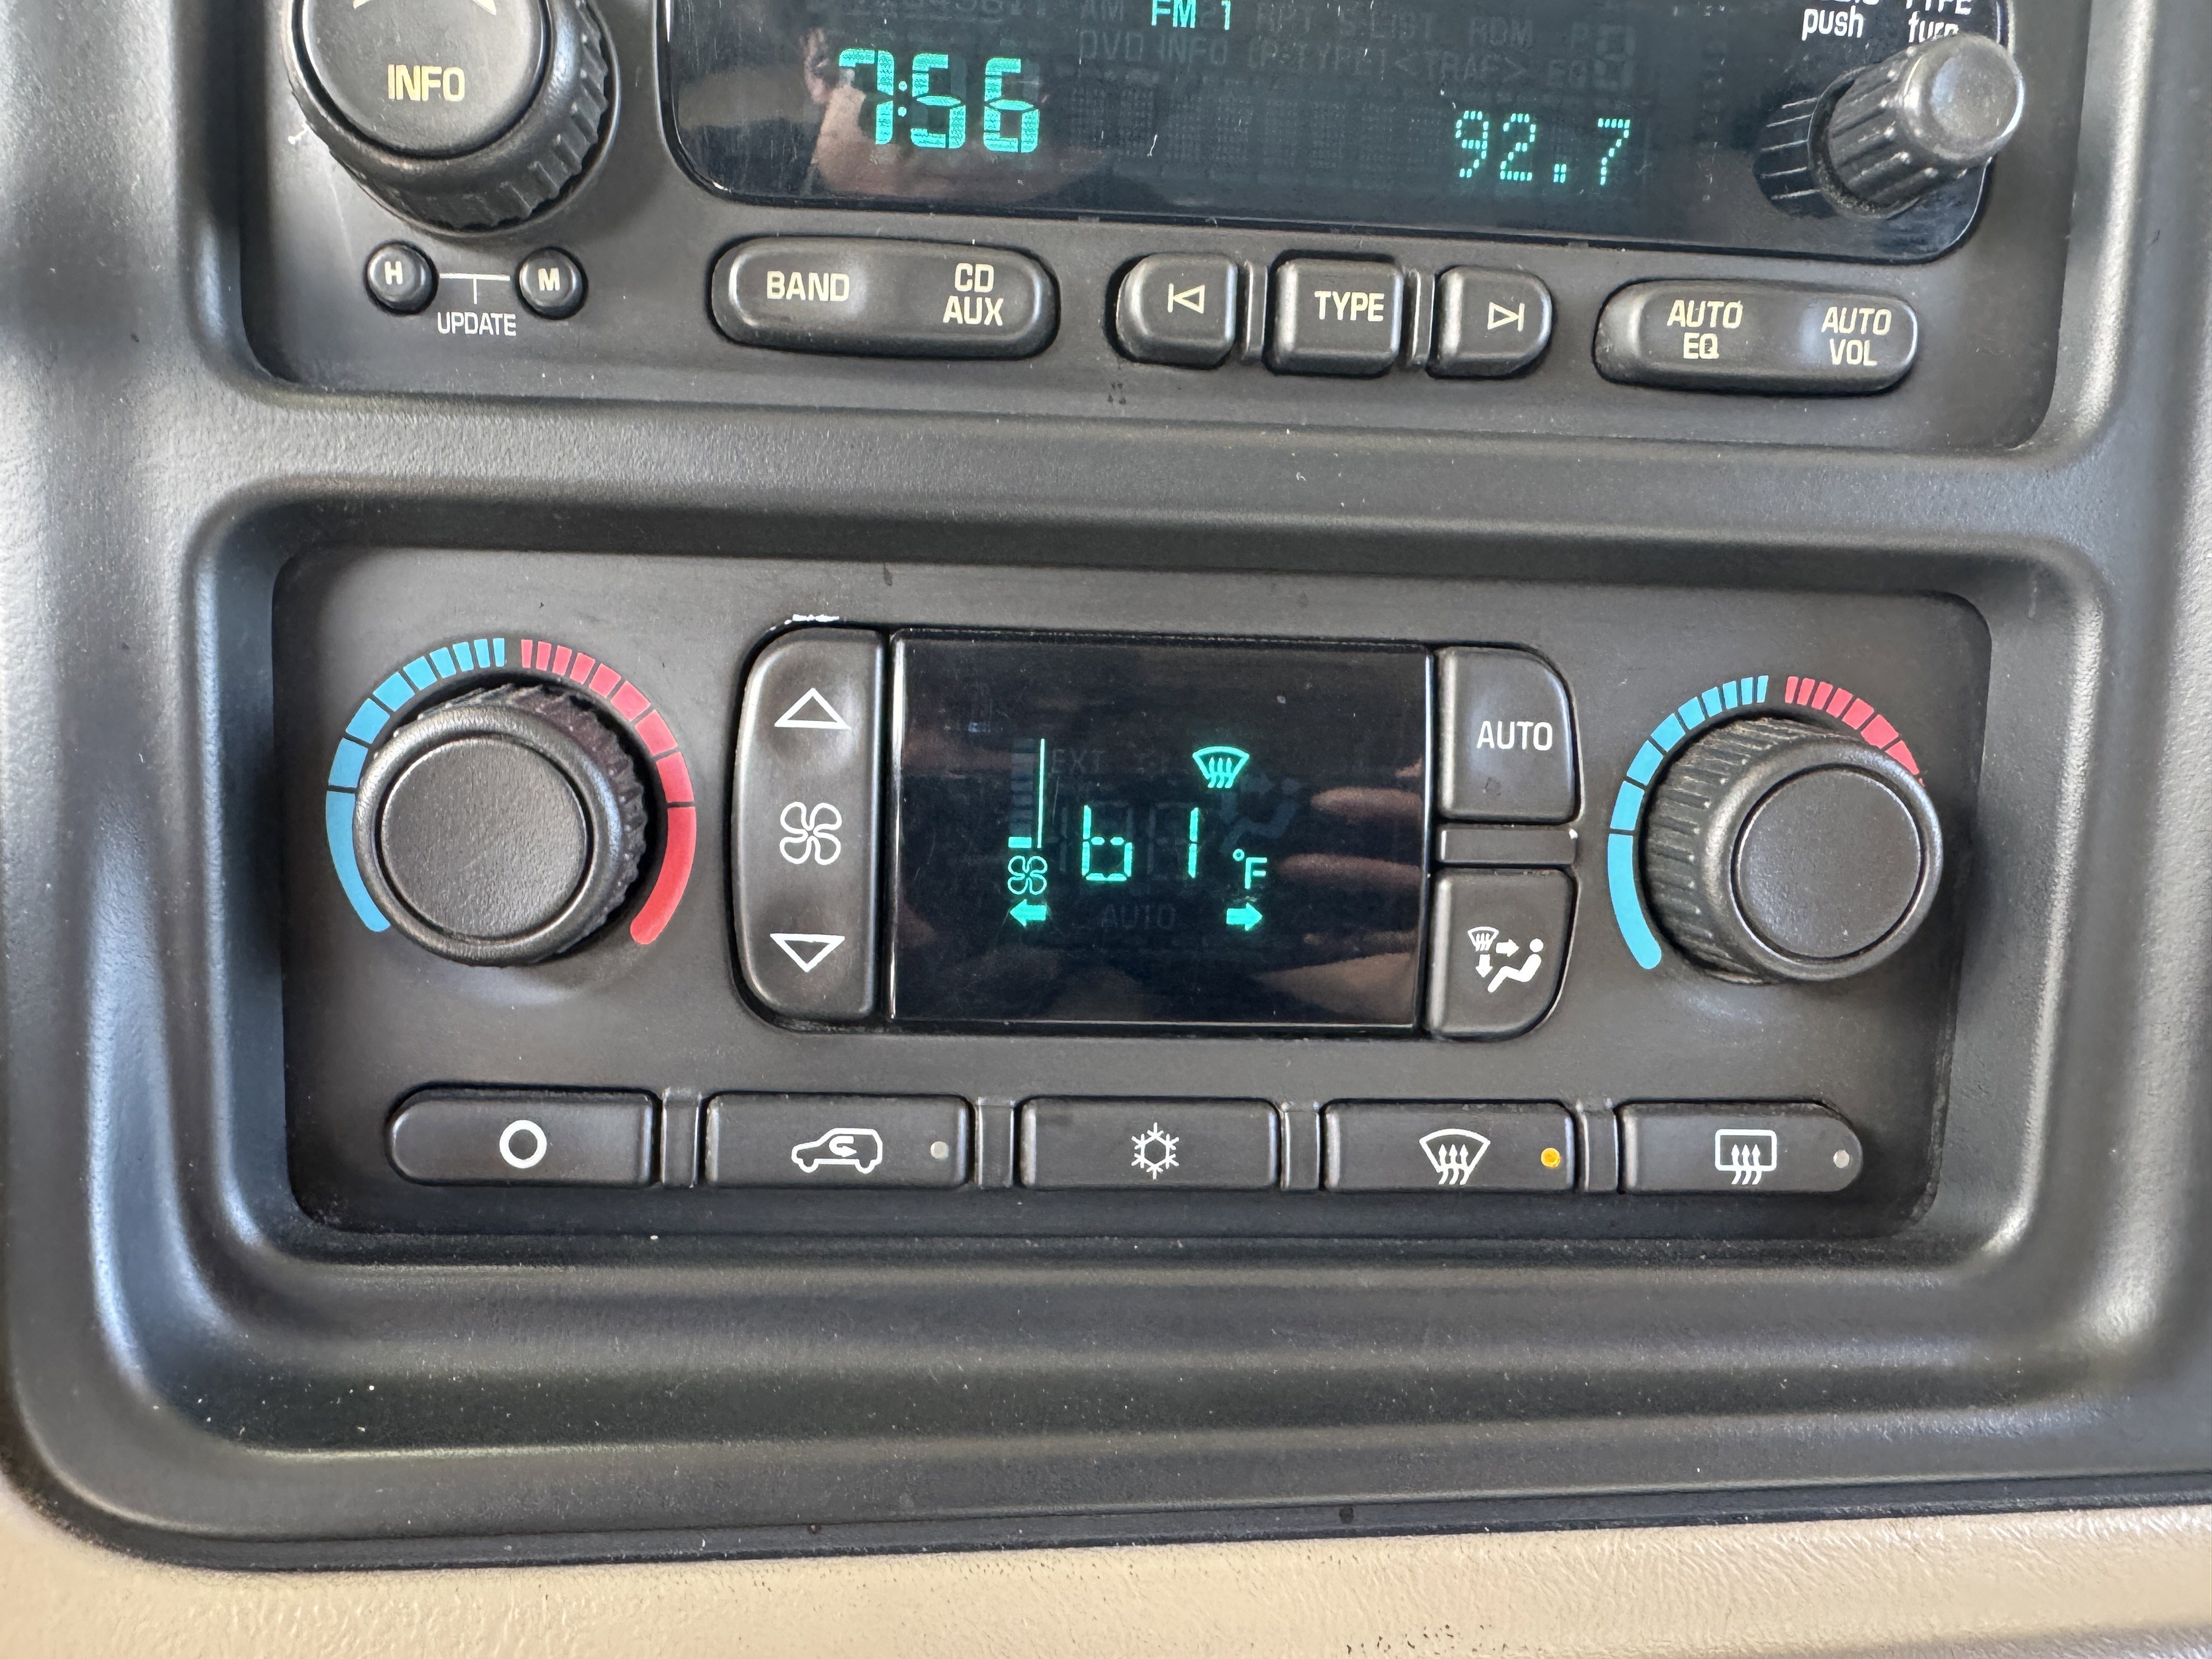 FM 1
push turn
INFO
7:56
92.7
H M
UPDATE
BAND
CD
AUX
TYPE
AUTO
EQ
AUTO
VOL
AUTO
61 °F